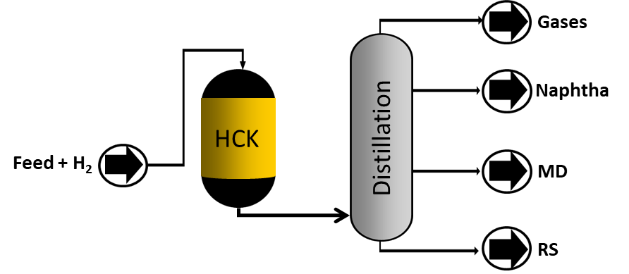 Gases
Naphtha
Feed + H₂
HCK
Distillation
MD
RS